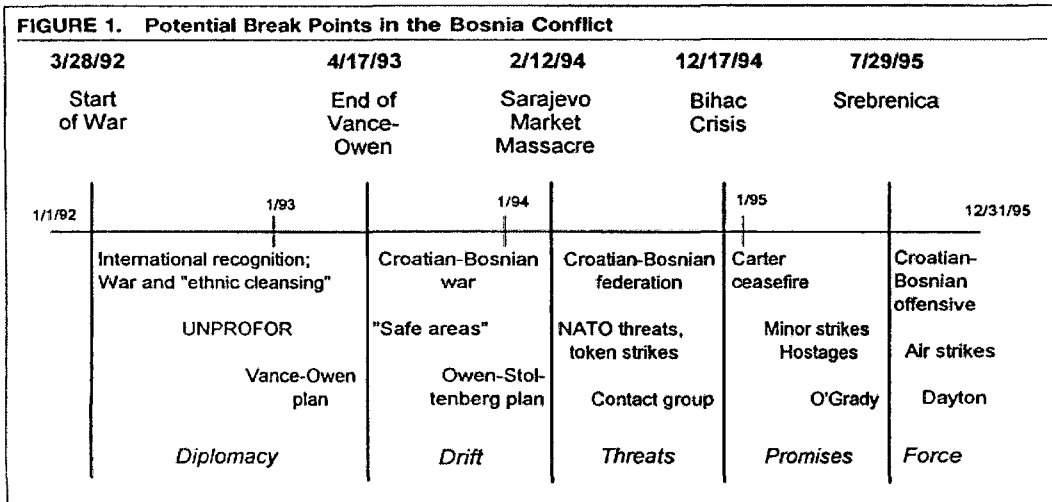 FIGURE 1. Potential Break Points in the Bosnia Conflict
3/28/92 4/17/93 2/12/94 12/17/94 7/29/95
Start End of Sarajevo Bihac Srebrenica
of War Vance- Market Crisis
Owen Massacre
1/1/92 1/93 1/94 1/95 12/31/95
International recognition; Croatian-Bosnian Croatian-Bosnian Carter Croatian-
War and "ethnic cleansing" war federation ceasefire Bosnian
offensive
UNPROFOR "Safe areas" NATO threats, Minor strikes
token strikes Hostages Air strikes
Vance-Owen Owen-Stol-
plan tenberg plan Contact group O'Grady Dayton
Diplomacy Drift Threats Promises Force